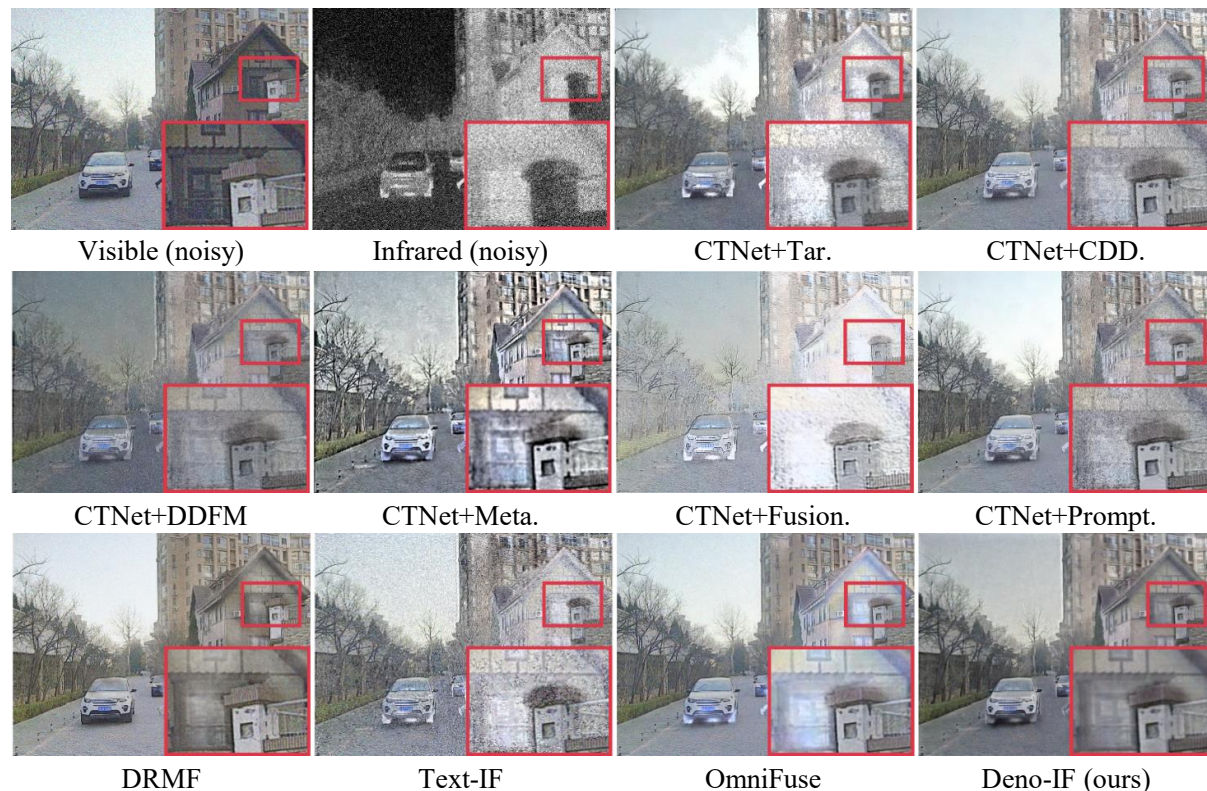 Visible (noisy) Infrared (noisy) CTNet+Tar. CTNet+CDD.
CTNet+DDFM CTNet+Meta. CTNet+Fusion. CTNet+Prompt.
DRMF Text-IF OmniFuse Deno-IF (ours)